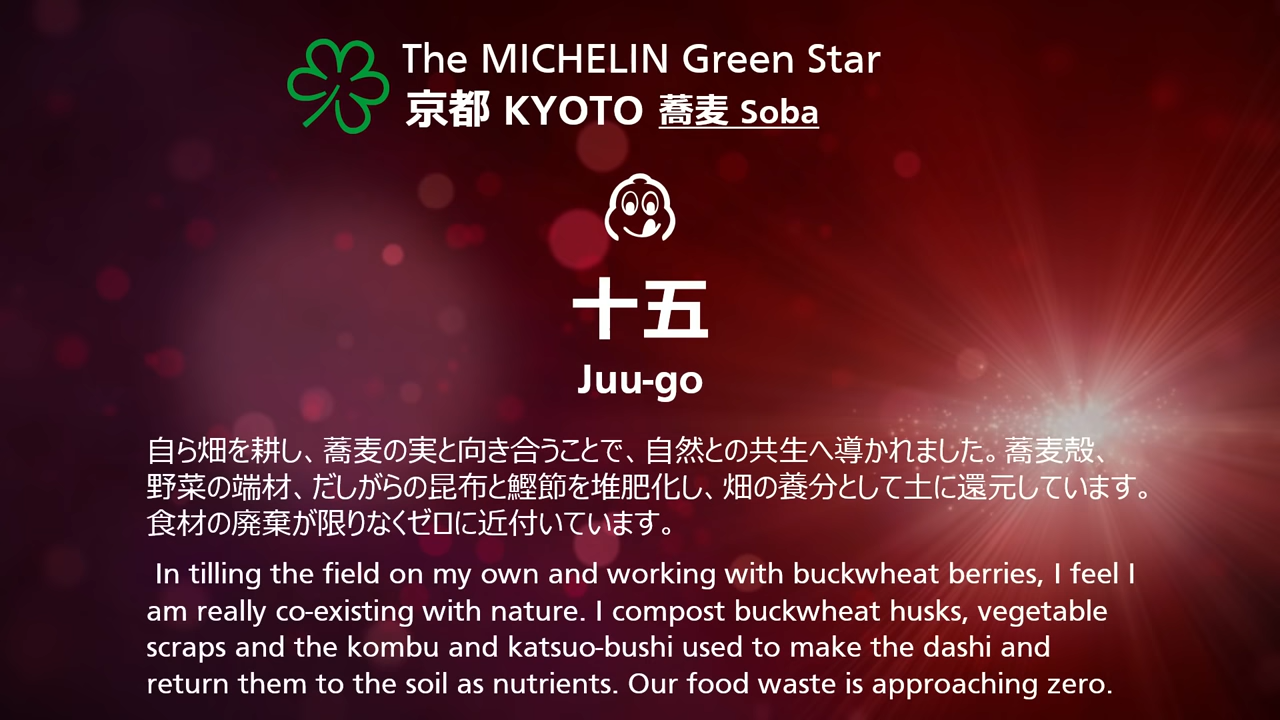 The MICHELIN Green Star
京都 KYOTO 蕎麦 Soba
十五
Juu-go
自ら畑を耕し、蕎麦の実と向き合うことで、自然との共生へ導かれました。蕎麦殻、
野菜の端材、だしがらの昆布と鰹節を堆肥化し、畑の養分として土に還元しています。
食材の廃棄が限りなくゼロに近付いています。
In tilling the field on my own and working with buckwheat berries, I feel I
am really co-existing with nature. I compost buckwheat husks, vegetable
scraps and the kombu and katsuo-bushi used to make the dashi and
return them to the soil as nutrients. Our food waste is approaching zero.